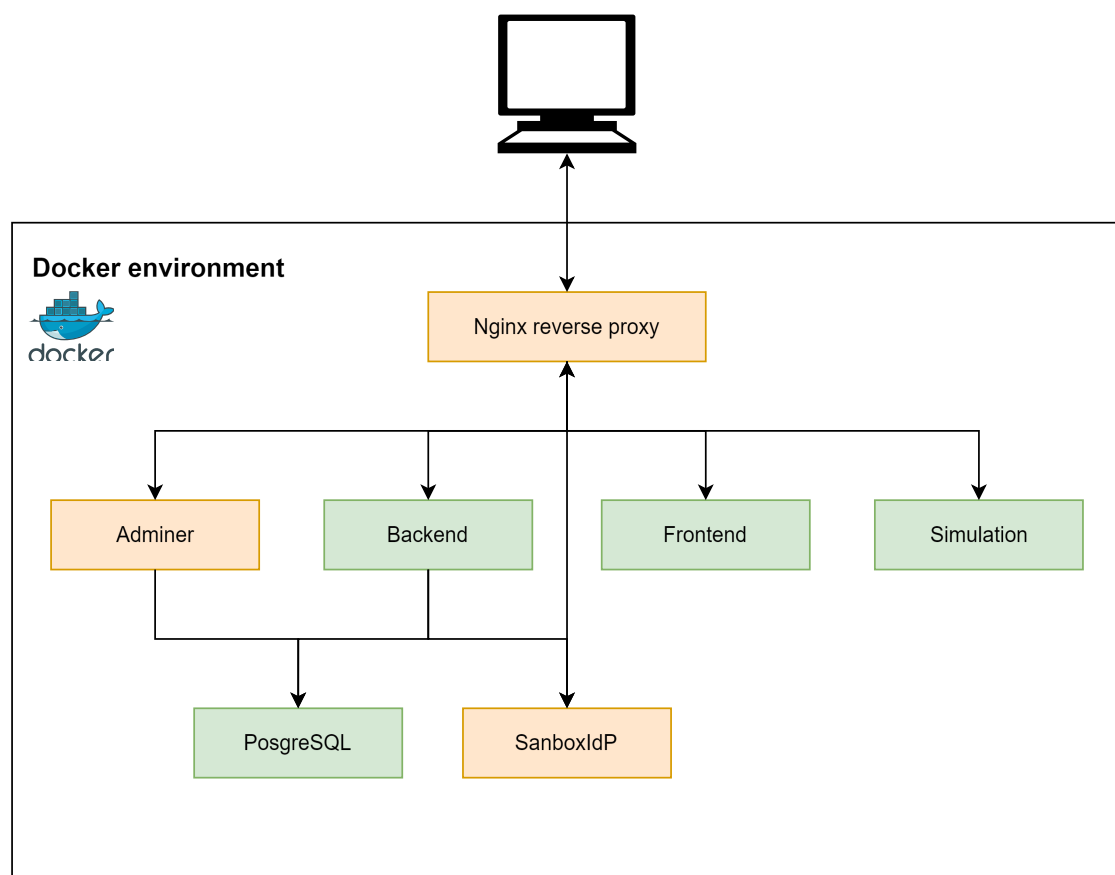 Docker environment
docker
Nginx reverse proxy
Adminer
Backend
Frontend
Simulation
PosgreSQL
SanboxIdP